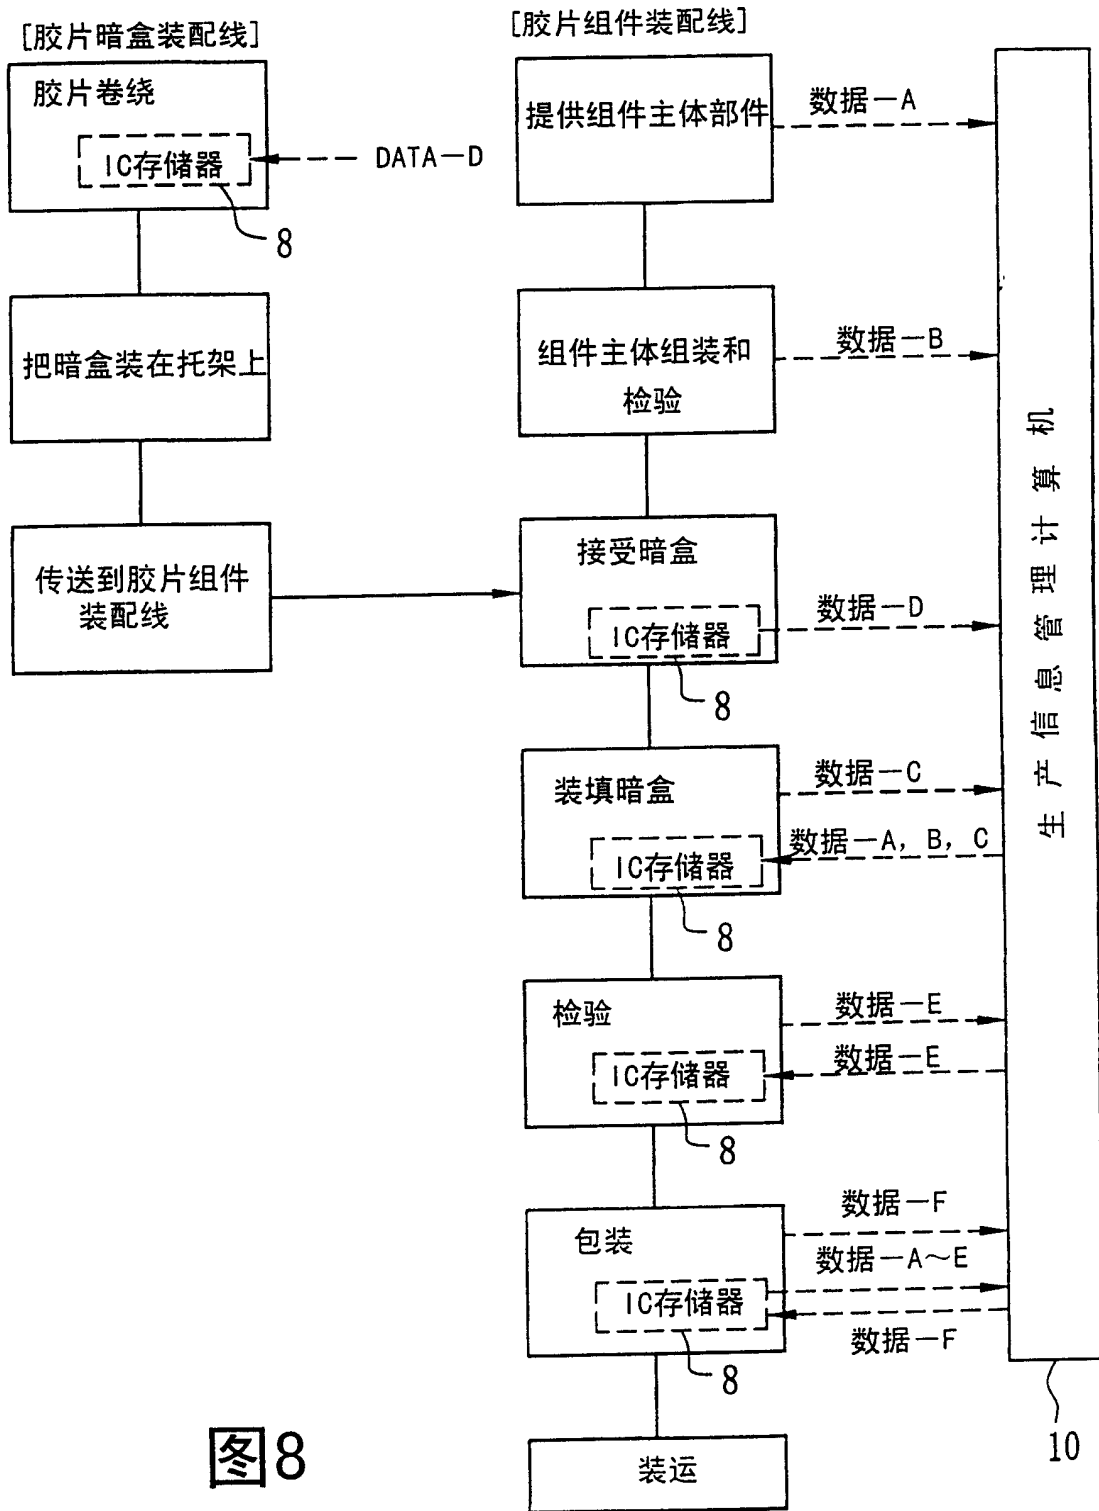 [胶片暗盒装配线]
胶片卷绕
IC存储器
DATA—D
8
把暗盒装在托架上
传送到胶片组件
装配线
[胶片组件装配线]
提供组件主体部件
数据—A
组件主体组装和
检验
数据—B
接受暗盒
IC存储器
数据—D
8
装填暗盒
IC存储器
数据—C
数据—A, B, C
8
检验
IC存储器
数据—E
数据—E
8
包装
IC存储器
数据—F
数据—A~E
数据—F
8
装运
生产信息管理计算机
10
图8